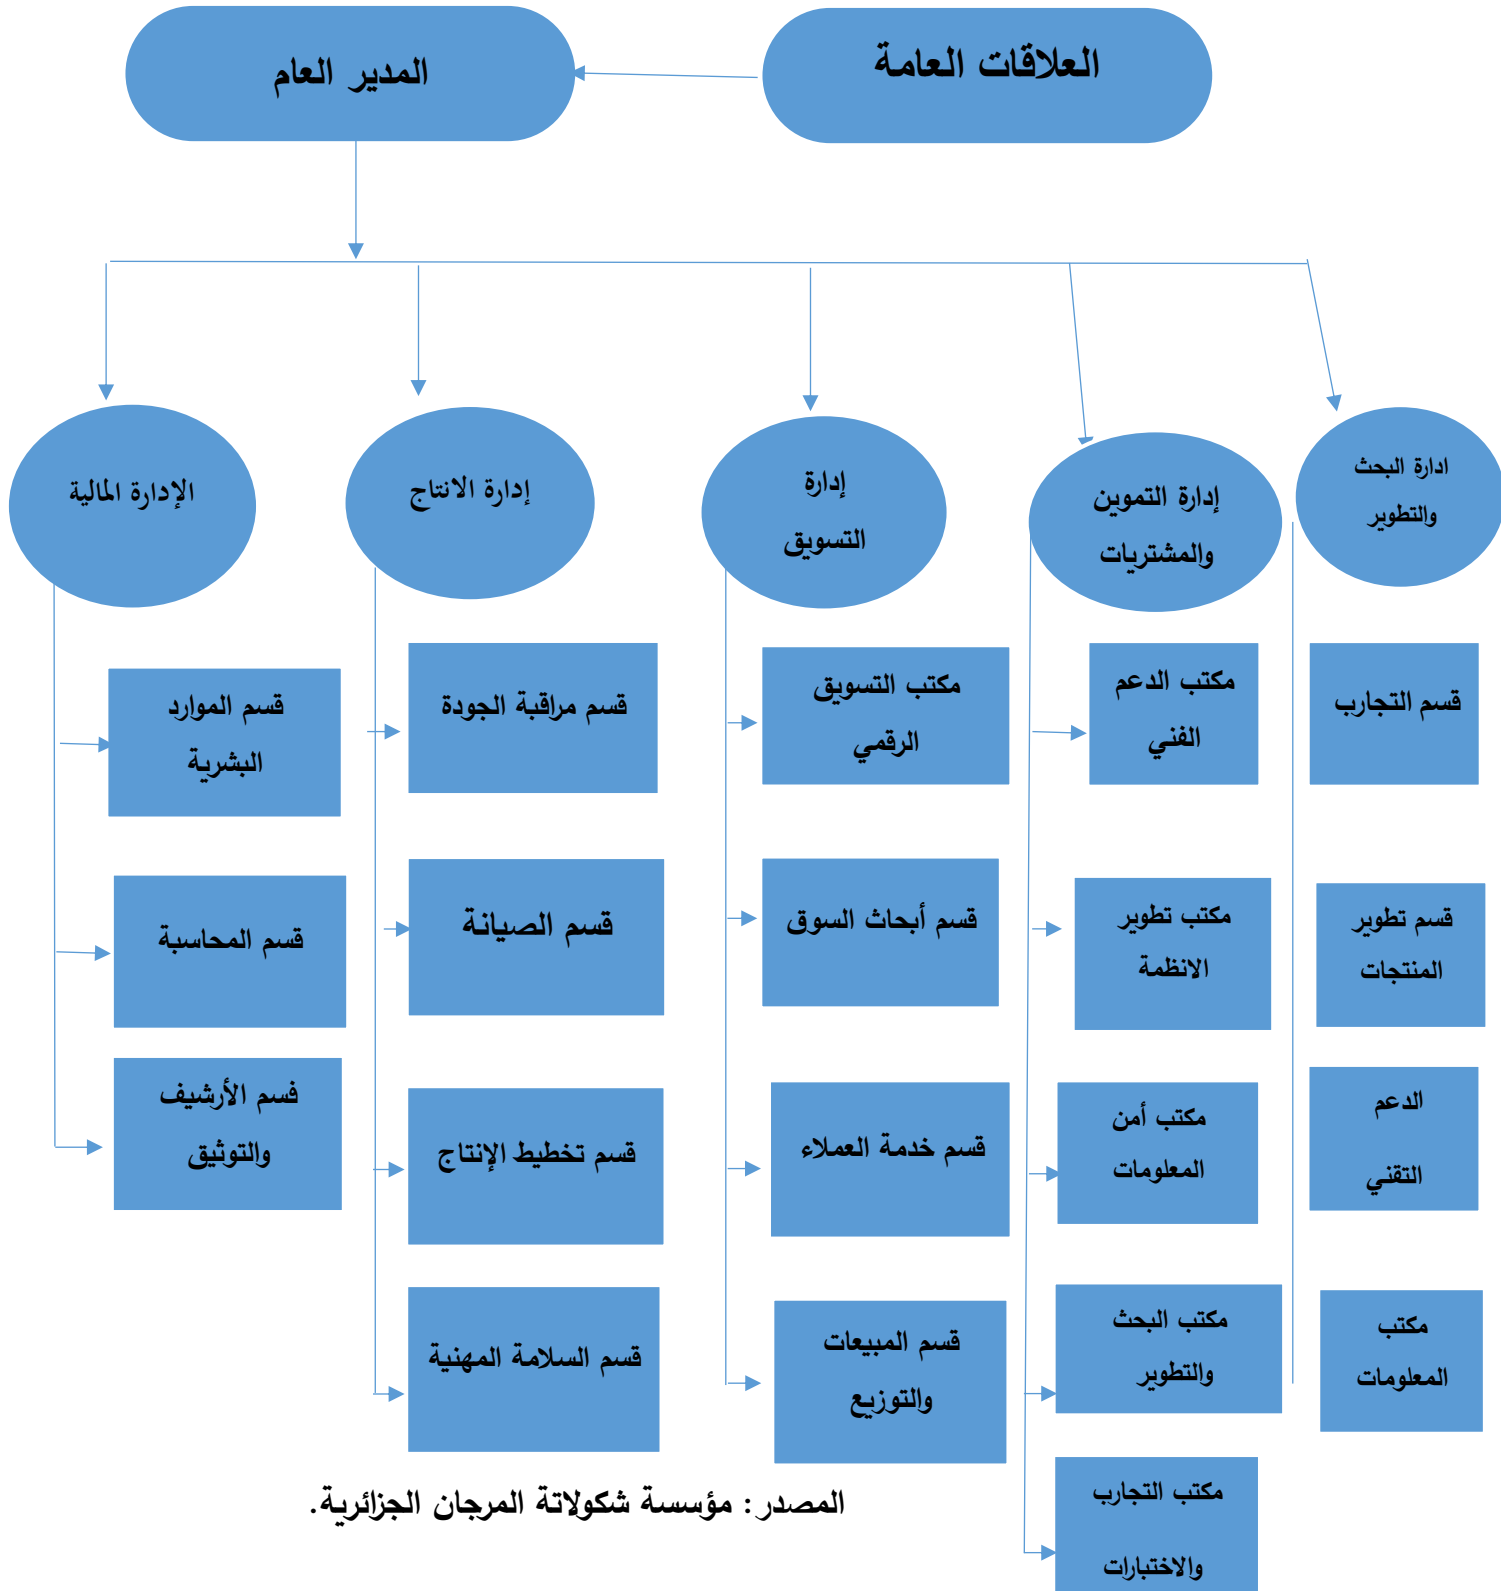 العلاقات العامة
المدير العام
ادارة البحث
والتطوير
إدارة التموين
والمشتريات
إدارة
التسويق
إدارة الانتاج
الإدارة المالية
قسم التجارب
مكتب الدعم
الفني
مكتب التسويق
الرقمي
قسم مراقبة الجودة
قسم الموارد
البشرية
قسم تطوير
المنتجات
مكتب تطوير
الانظمة
قسم أبحاث السوق
قسم الصيانة
قسم المحاسبة
الدعم
التقني
مكتب أمن
المعلومات
قسم خدمة العملاء
قسم تخطيط الإنتاج
فسم الأرشيف
والتوثيق
مكتب
المعلومات
مكتب البحث
والتطوير
قسم المبيعات
والتوزيع
قسم السلامة المهنية
مكتب التجارب
والاختبارات
المصدر: مؤسسة شكولاتة المرجان الجزائرية.